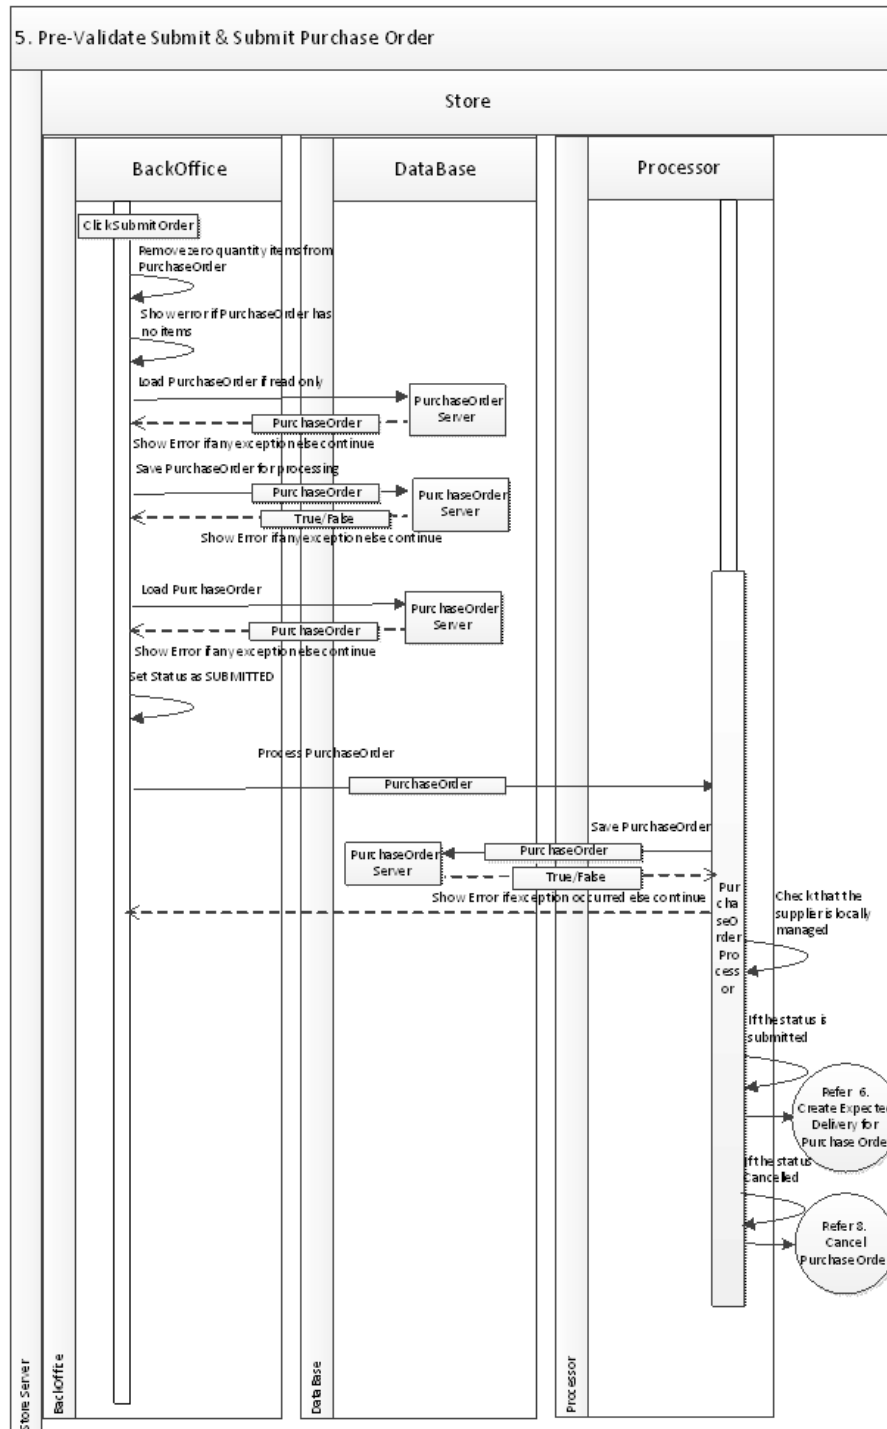 5. Pre-Validate Submit & Submit Purchase Order
Store
BackOffice
DataBase
Processor
ClickSubmitOrder
Remove zero quantity items from
PurchaseOrder
Show error if PurchaseOrder has
no items
Load PurchaseOrder if read only
PurchaseOrder
Server
PurchaseOrder
Show Error if any exception else continue
Save PurchaseOrder for processing
PurchaseOrder
PurchaseOrder
Server
True/False
Show Error if any exception else continue
Load PurchaseOrder
PurchaseOrder
Server
PurchaseOrder
Show Error if any exception else continue
Set Status as SUBMITTED
Process PurchaseOrder
PurchaseOrder
Save PurchaseOrder
PurchaseOrder
PurchaseOrder
Server
True/False
Show Error if exception occurred else continue
Pur
cha
seO
rder
Pro
cess
or
Check that the
supplier is locally
managed
If the status is
submitted
Refer 6.
Create Expected
Delivery for
Purchase Order
If the status
Cancelled
Refer 8.
Cancel
Purchase Order
Store Server
BackOffice
DataBase
Processor